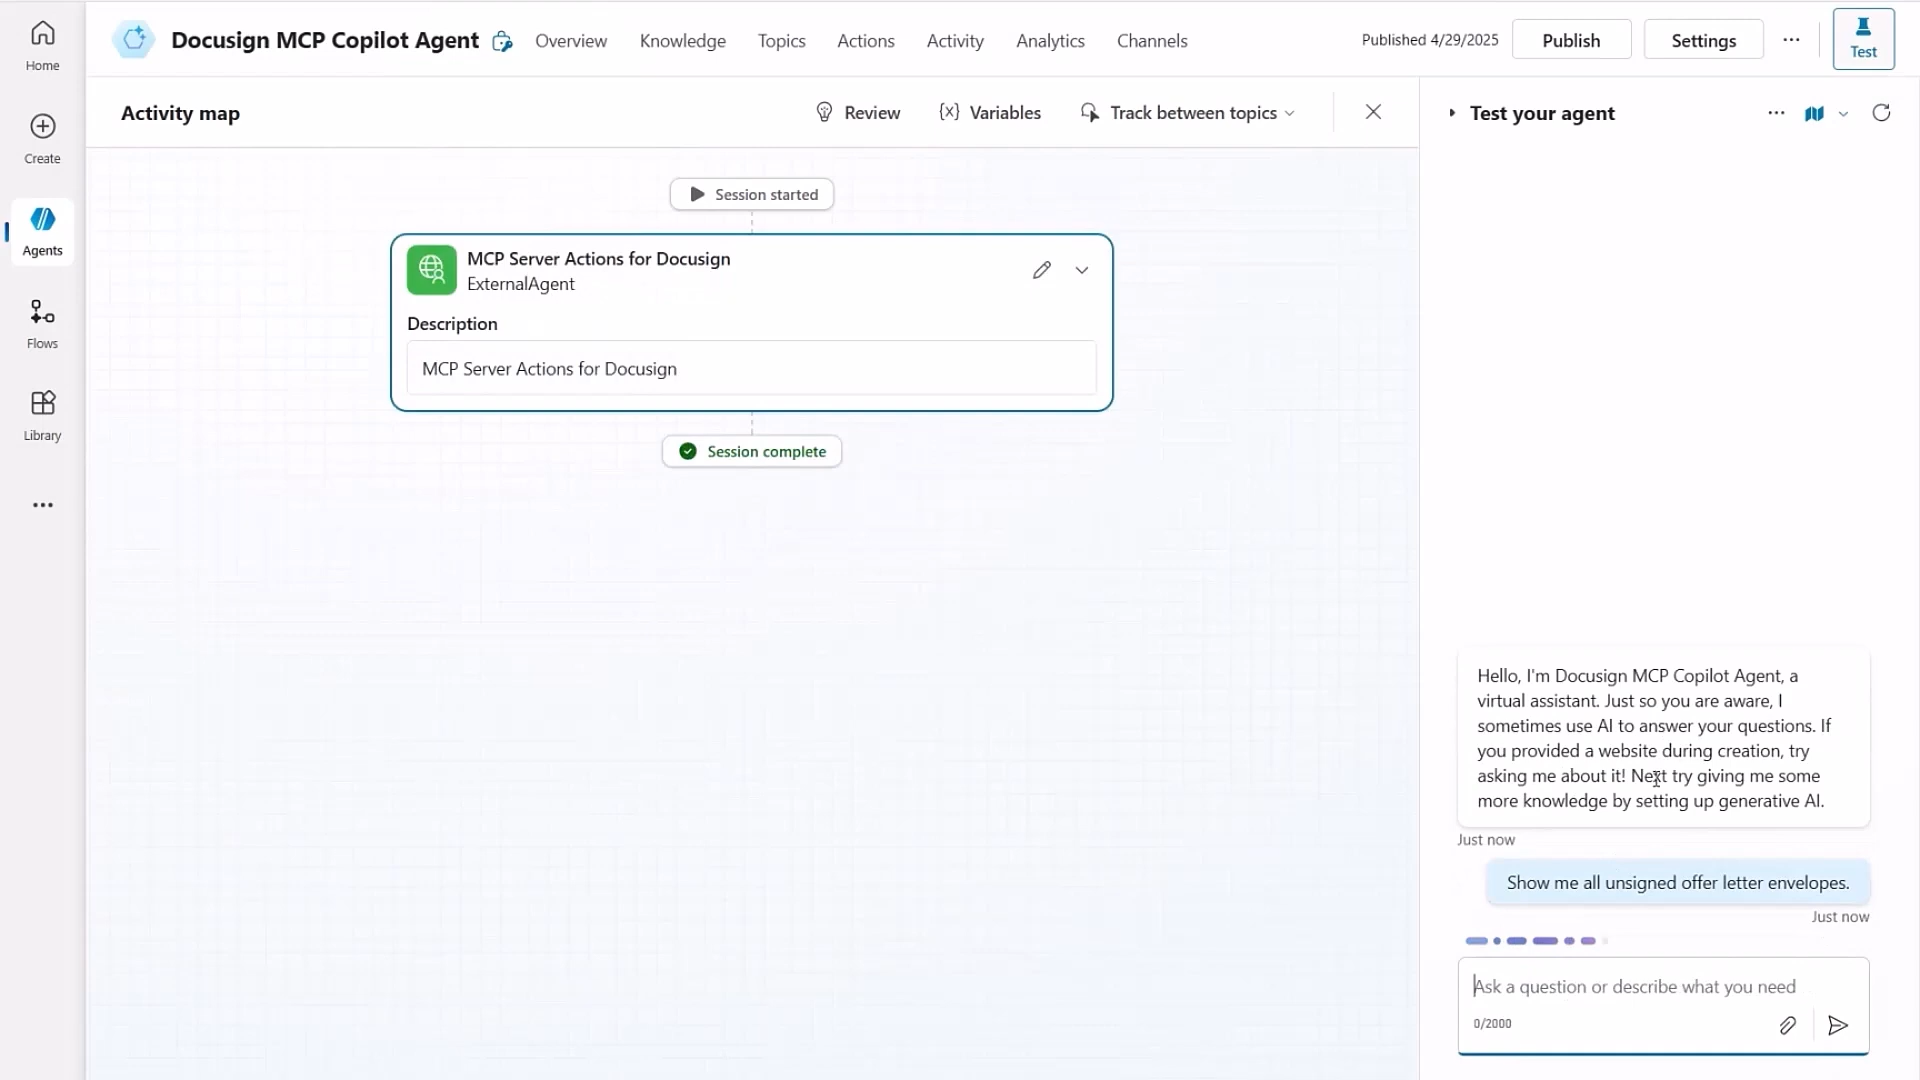 Home
Create
Agents
Flows
Library
Docusign MCP Copilot Agent
Overview
Knowledge
Topics
Actions
Activity
Analytics
Channels
Published 4/29/2025
Publish
Settings
Test
Activity map
Review
{x} Variables
Track between topics
Session started
MCP Server Actions for Docusign
ExternalAgent
Description
MCP Server Actions for Docusign
Session complete
Test your agent
Hello, I'm Docusign MCP Copilot Agent, a
virtual assistant. Just so you are aware, I
sometimes use AI to answer your questions. If
you provided a website during creation, try
asking me about it! Next try giving me some
more knowledge by setting up generative AI.
Just now
Show me all unsigned offer letter envelopes.
Just now
Ask a question or describe what you need
0/2000